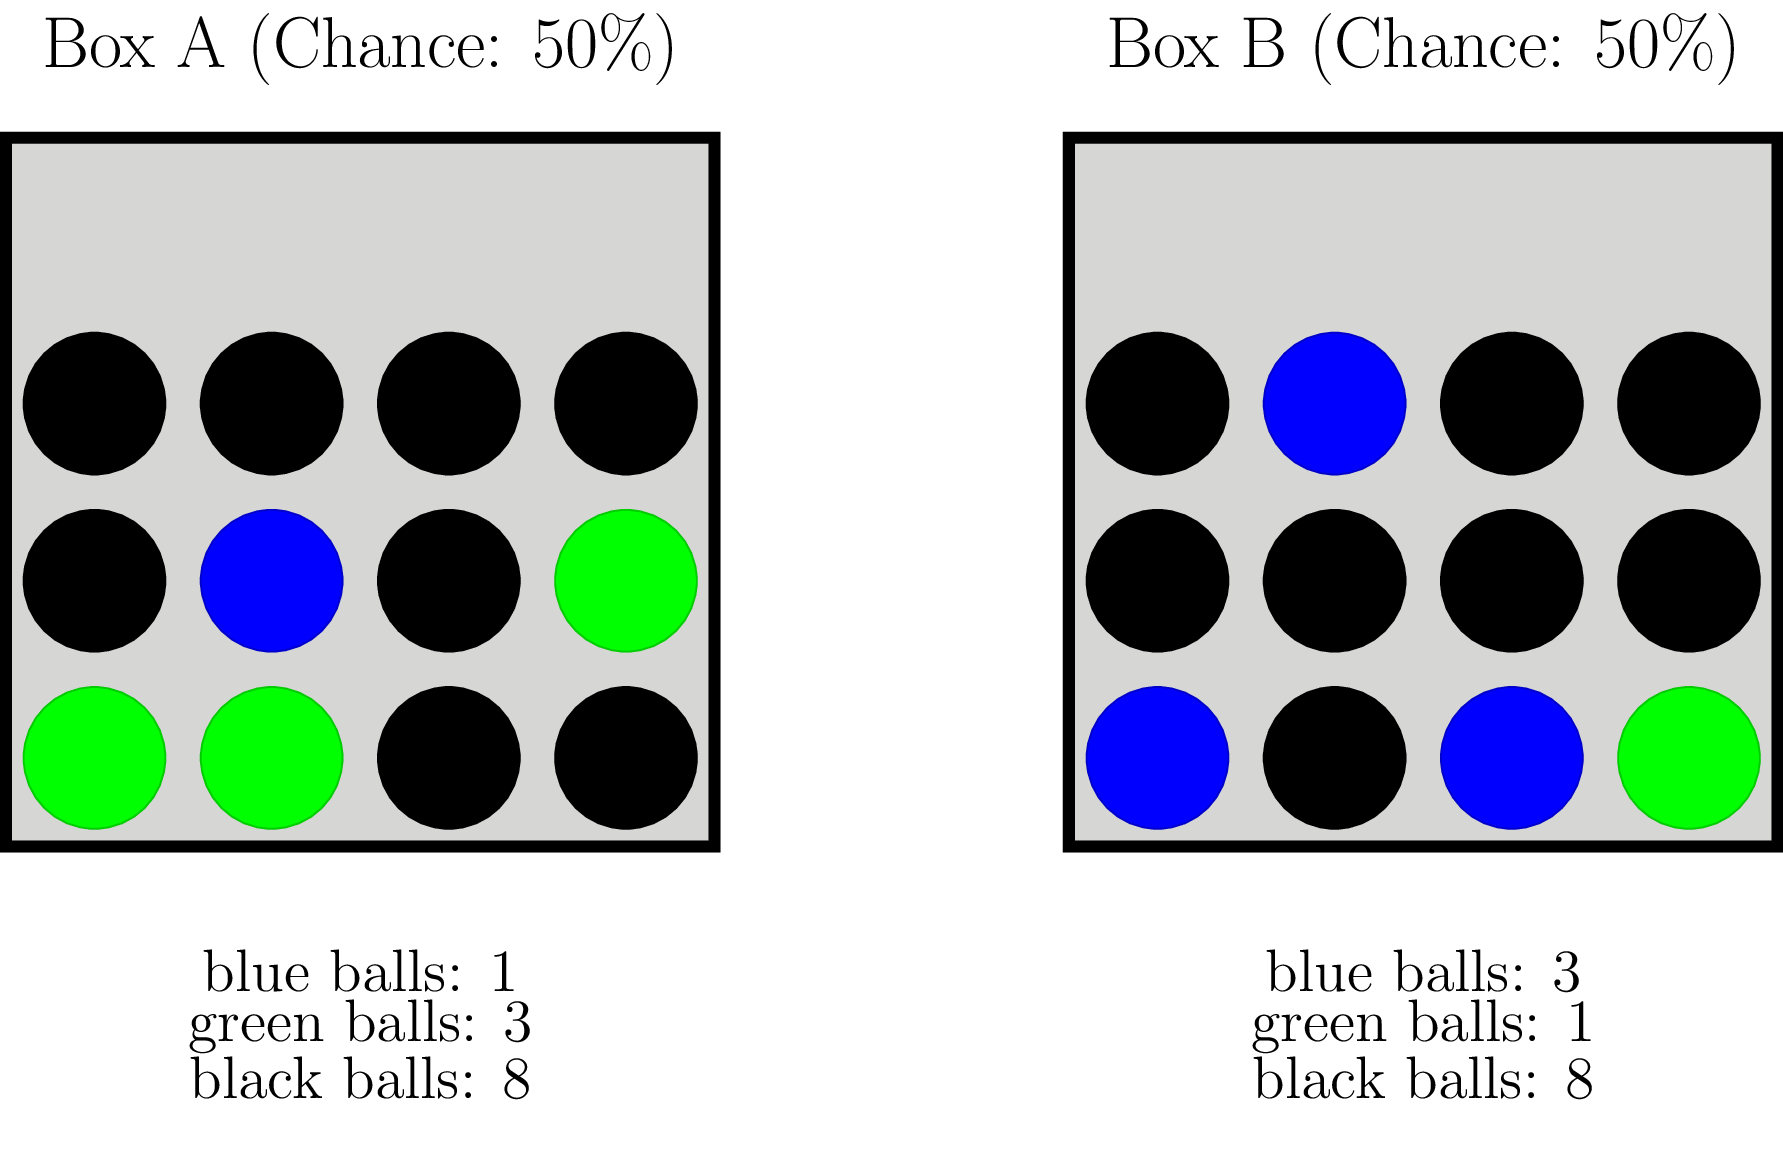 Box A (Chance: 50%)
Box B (Chance: 50%)
blue balls: 1
green balls: 3
black balls: 8
blue balls: 3
green balls: 1
black balls: 8